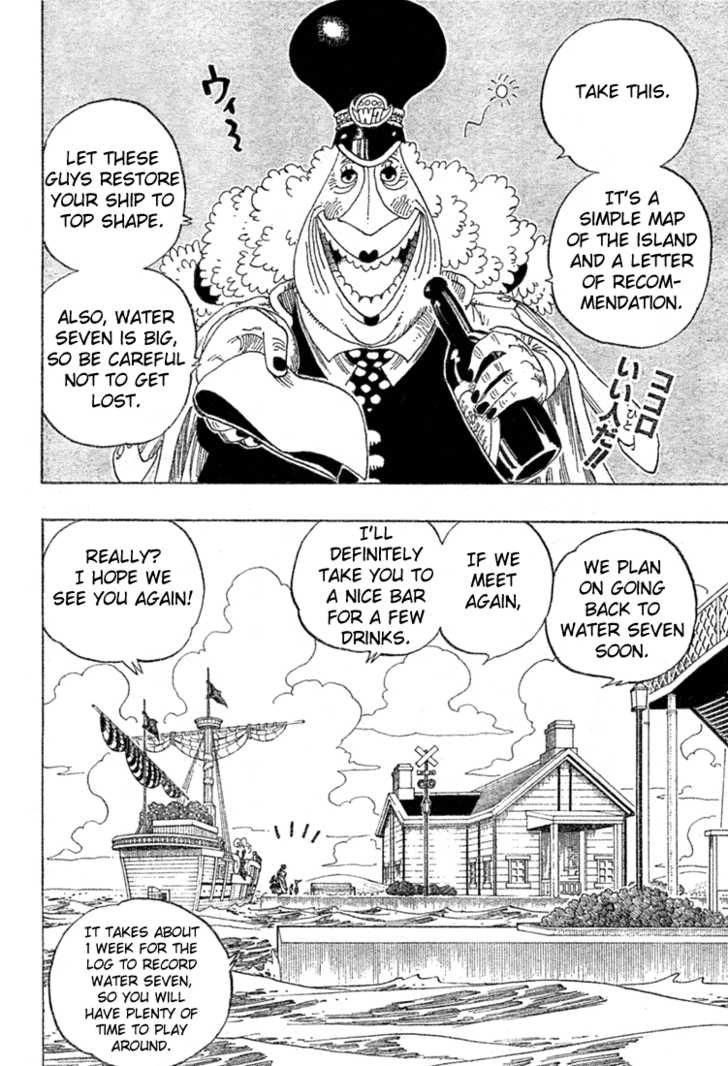 TAKE THIS.
IT'S A
SIMPLE MAP
OF THE ISLAND
AND A LETTER
OF RECOM-
MENDATION.
ココロ
いい人だ!!
ひと
ウィ〜
LET THESE
GUYS RESTORE
YOUR SHIP TO
TOP SHAPE.
ALSO, WATER
SEVEN IS BIG,
SO BE CAREFUL
NOT TO GET
LOST.
WE PLAN
ON GOING
BACK TO
WATER SEVEN
SOON.
IF WE
MEET
AGAIN,
I'LL
DEFINITELY
TAKE YOU TO
A NICE BAR
FOR A FEW
DRINKS.
REALLY?
I HOPE WE
SEE YOU AGAIN!
IT TAKES ABOUT
1 WEEK FOR THE
LOG TO RECORD
WATER SEVEN,
SO YOU WILL
HAVE PLENTY OF
TIME TO PLAY
AROUND.